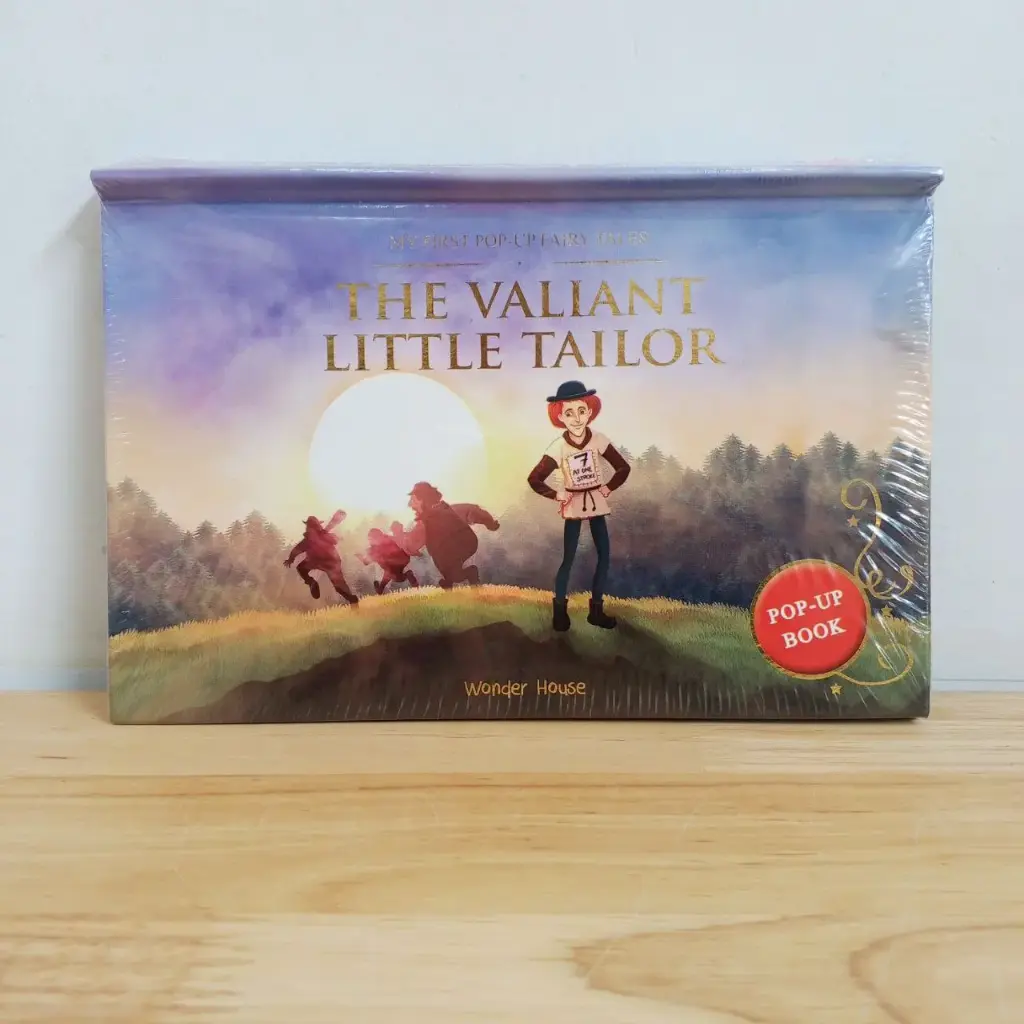 MY FIRST POP-UP FAIRY TALES
THE VALIANT
LITTLE TAILOR
7
AT ONE
STROKE
POP-UP
BOOK
Wonder House